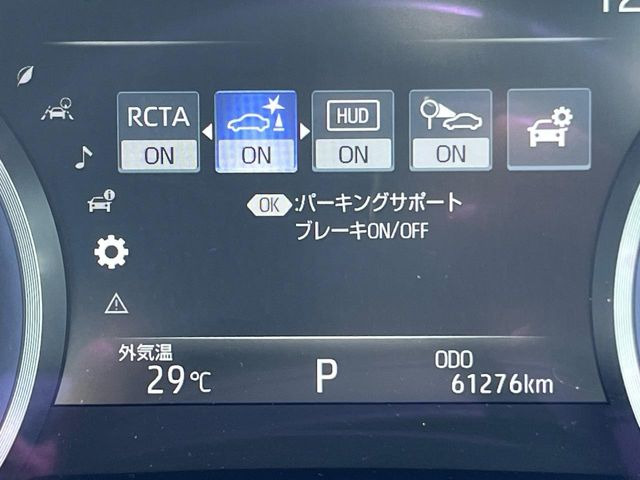 RCTA
HUD
ON
ON
ON
ON
OK:パーキングサポート
ブレーキON/OFF
外気温
29℃
P
ODO
61276km